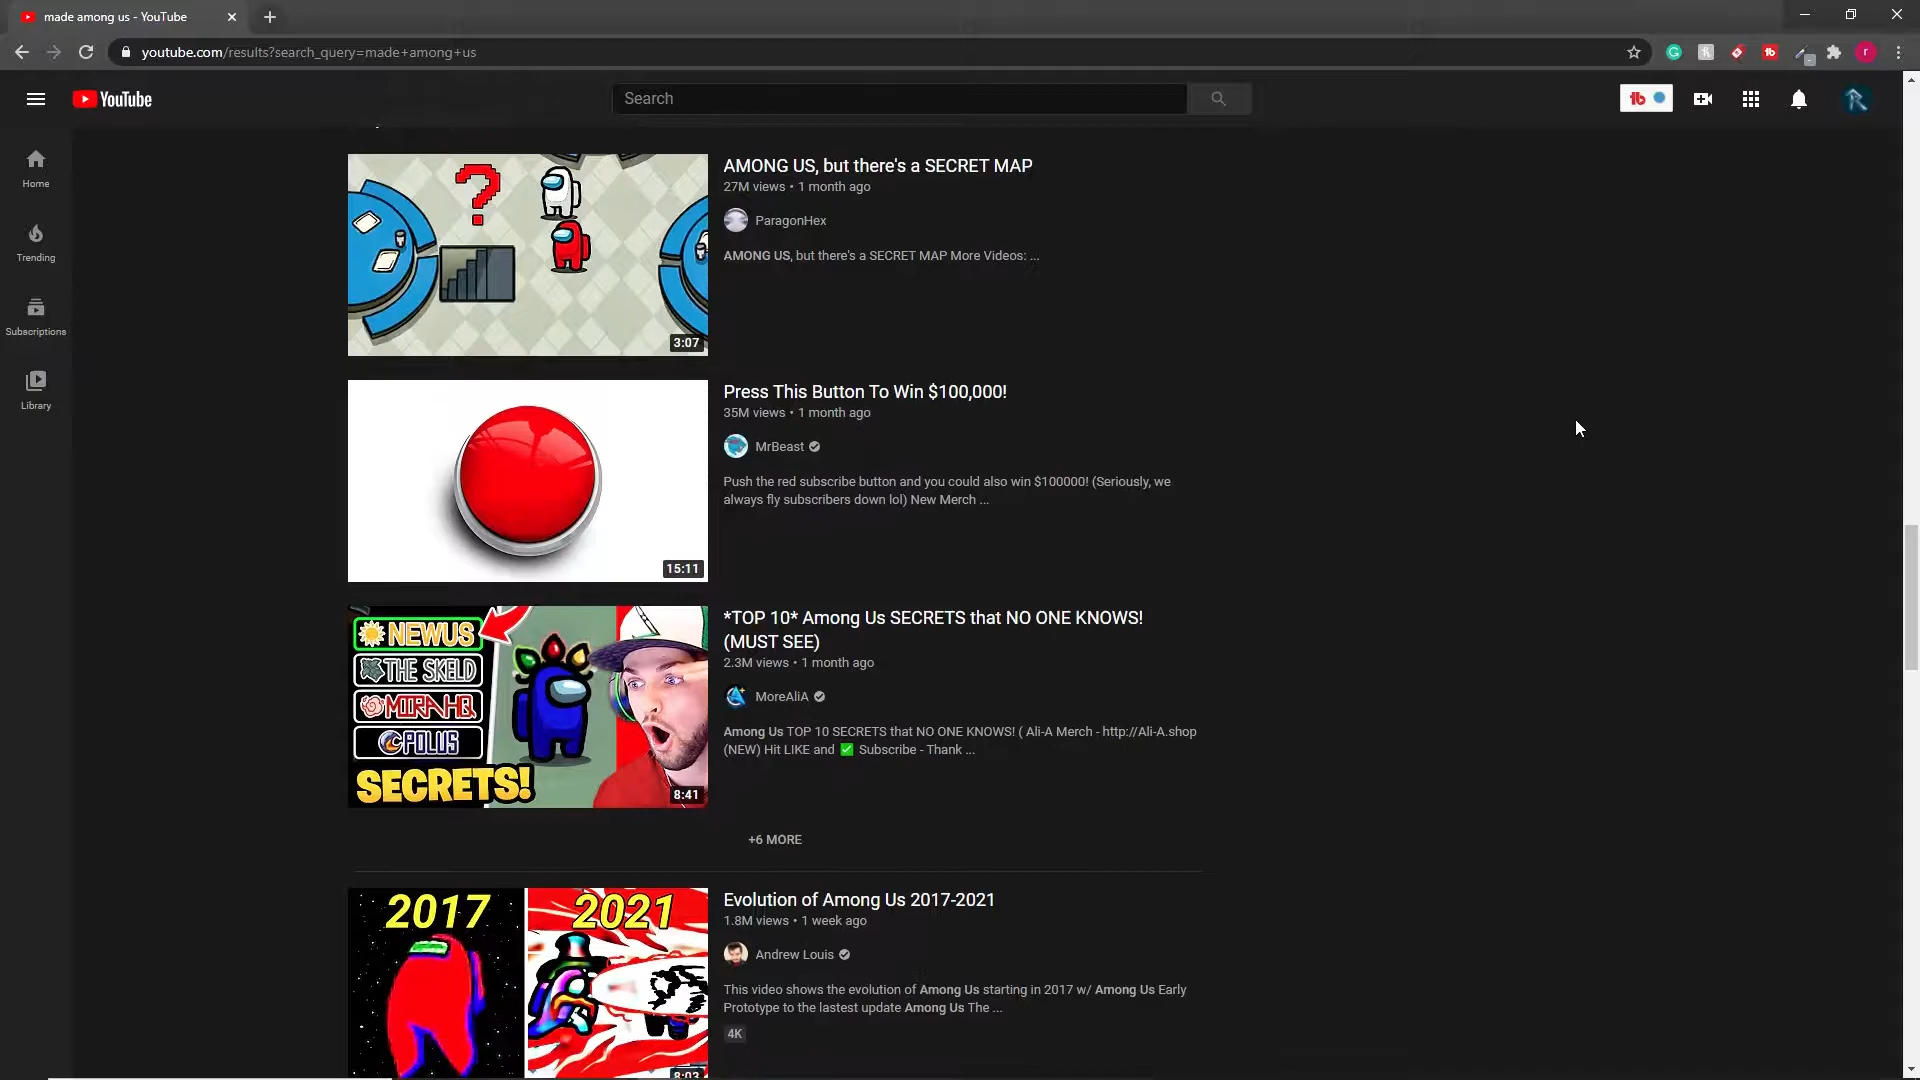 made among us - YouTube
youtube.com/results?search_query=made+among+us
YouTube
Search
Home
Trending
Subscriptions
Library
?
3:07
AMONG US, but there's a SECRET MAP
27M views • 1 month ago
ParagonHex
AMONG US, but there's a SECRET MAP More Videos: ...
15:11
Press This Button To Win $100,000!
35M views • 1 month ago
MrBeast
Push the red subscribe button and you could also win $100000! (Seriously, we
always fly subscribers down lol) New Merch ...
NEWUS
THE SKELD
MIRA HQ
POLUS
SECRETS!
8:41
*TOP 10* Among Us SECRETS that NO ONE KNOWS!
(MUST SEE)
2.3M views • 1 month ago
MoreAliA
Among Us TOP 10 SECRETS that NO ONE KNOWS! ( Ali-A Merch - http://Ali-A.shop
(NEW) Hit LIKE and ✅ Subscribe - Thank ...
+6 MORE
2017
2021
8:03
Evolution of Among Us 2017-2021
1.8M views • 1 week ago
Andrew Louis
This video shows the evolution of Among Us starting in 2017 w/ Among Us Early
Prototype to the lastest update Among Us The ...
4K